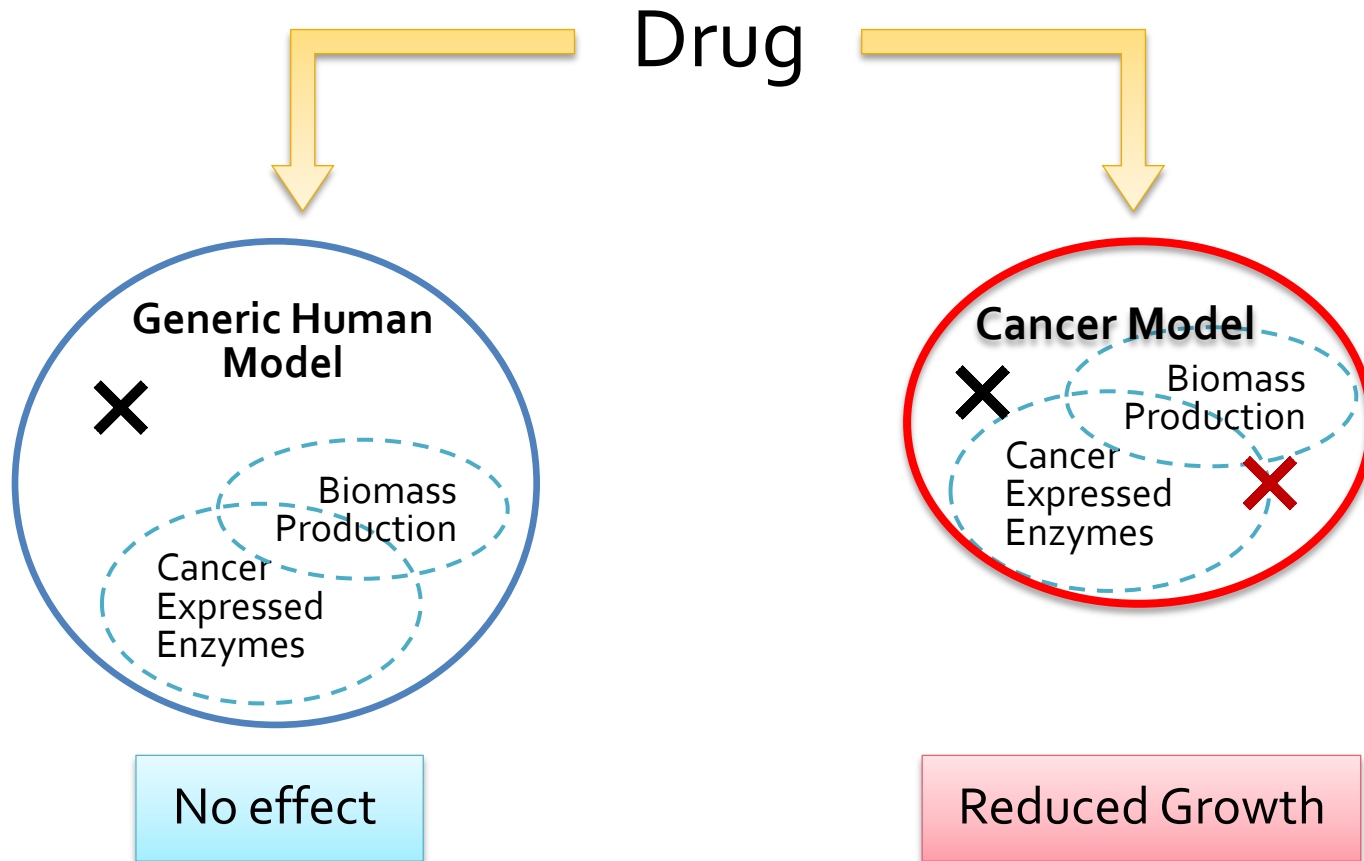 Drug
Generic Human
Model
Biomass
Production
Cancer
Expressed
Enzymes
No effect
Cancer Model
Biomass
Production
Cancer
Expressed
Enzymes
Reduced Growth